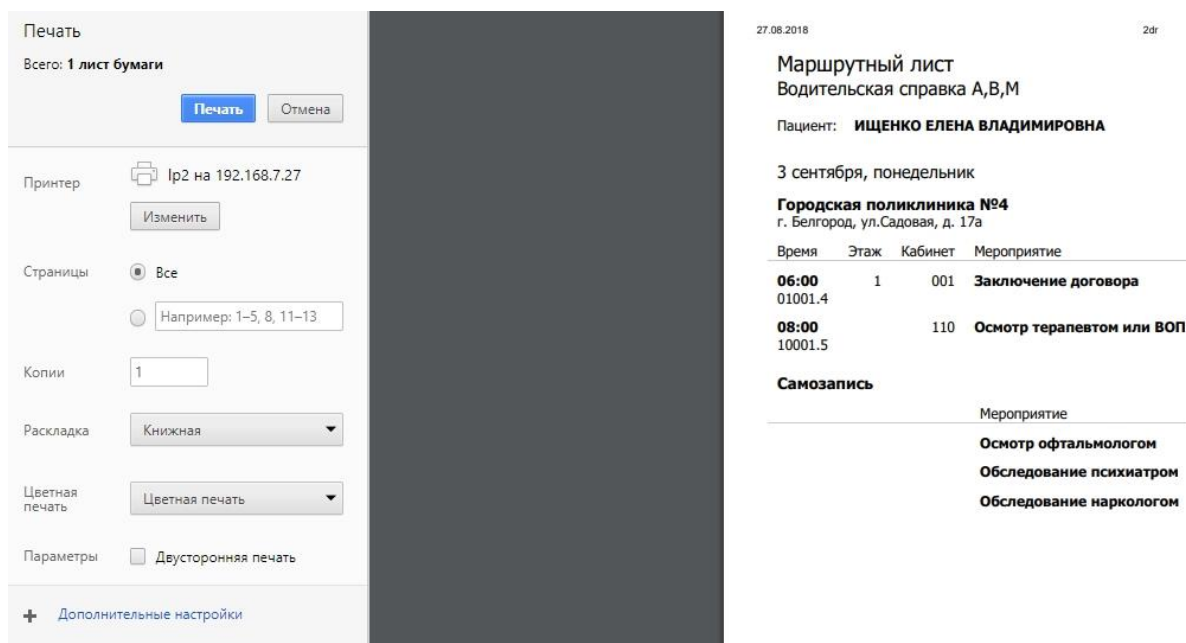 Печать
Всего: 1 лист бумаги
Печать Отмена
Принтер lp2 на 192.168.7.27
Изменить
Страницы Все
Например: 1–5, 8, 11–13
Копии 1
Раскладка Книжная
Цветная печать Цветная печать
Параметры Двусторонняя печать
+ Дополнительные настройки
27.08.2018 2dr
Маршрутный лист
Водительская справка А,В,М
Пациент: ИЩЕНКО ЕЛЕНА ВЛАДИМИРОВНА
3 сентября, понедельник
Городская поликлиника №4
г. Белгород, ул.Садовая, д. 17а
Время Этаж Кабинет Мероприятие
06:00 1 001 Заключение договора
01001.4
08:00 110 Осмотр терапевтом или ВОП
10001.5
Самозапись
Мероприятие
Осмотр офтальмологом
Обследование психиатром
Обследование наркологом